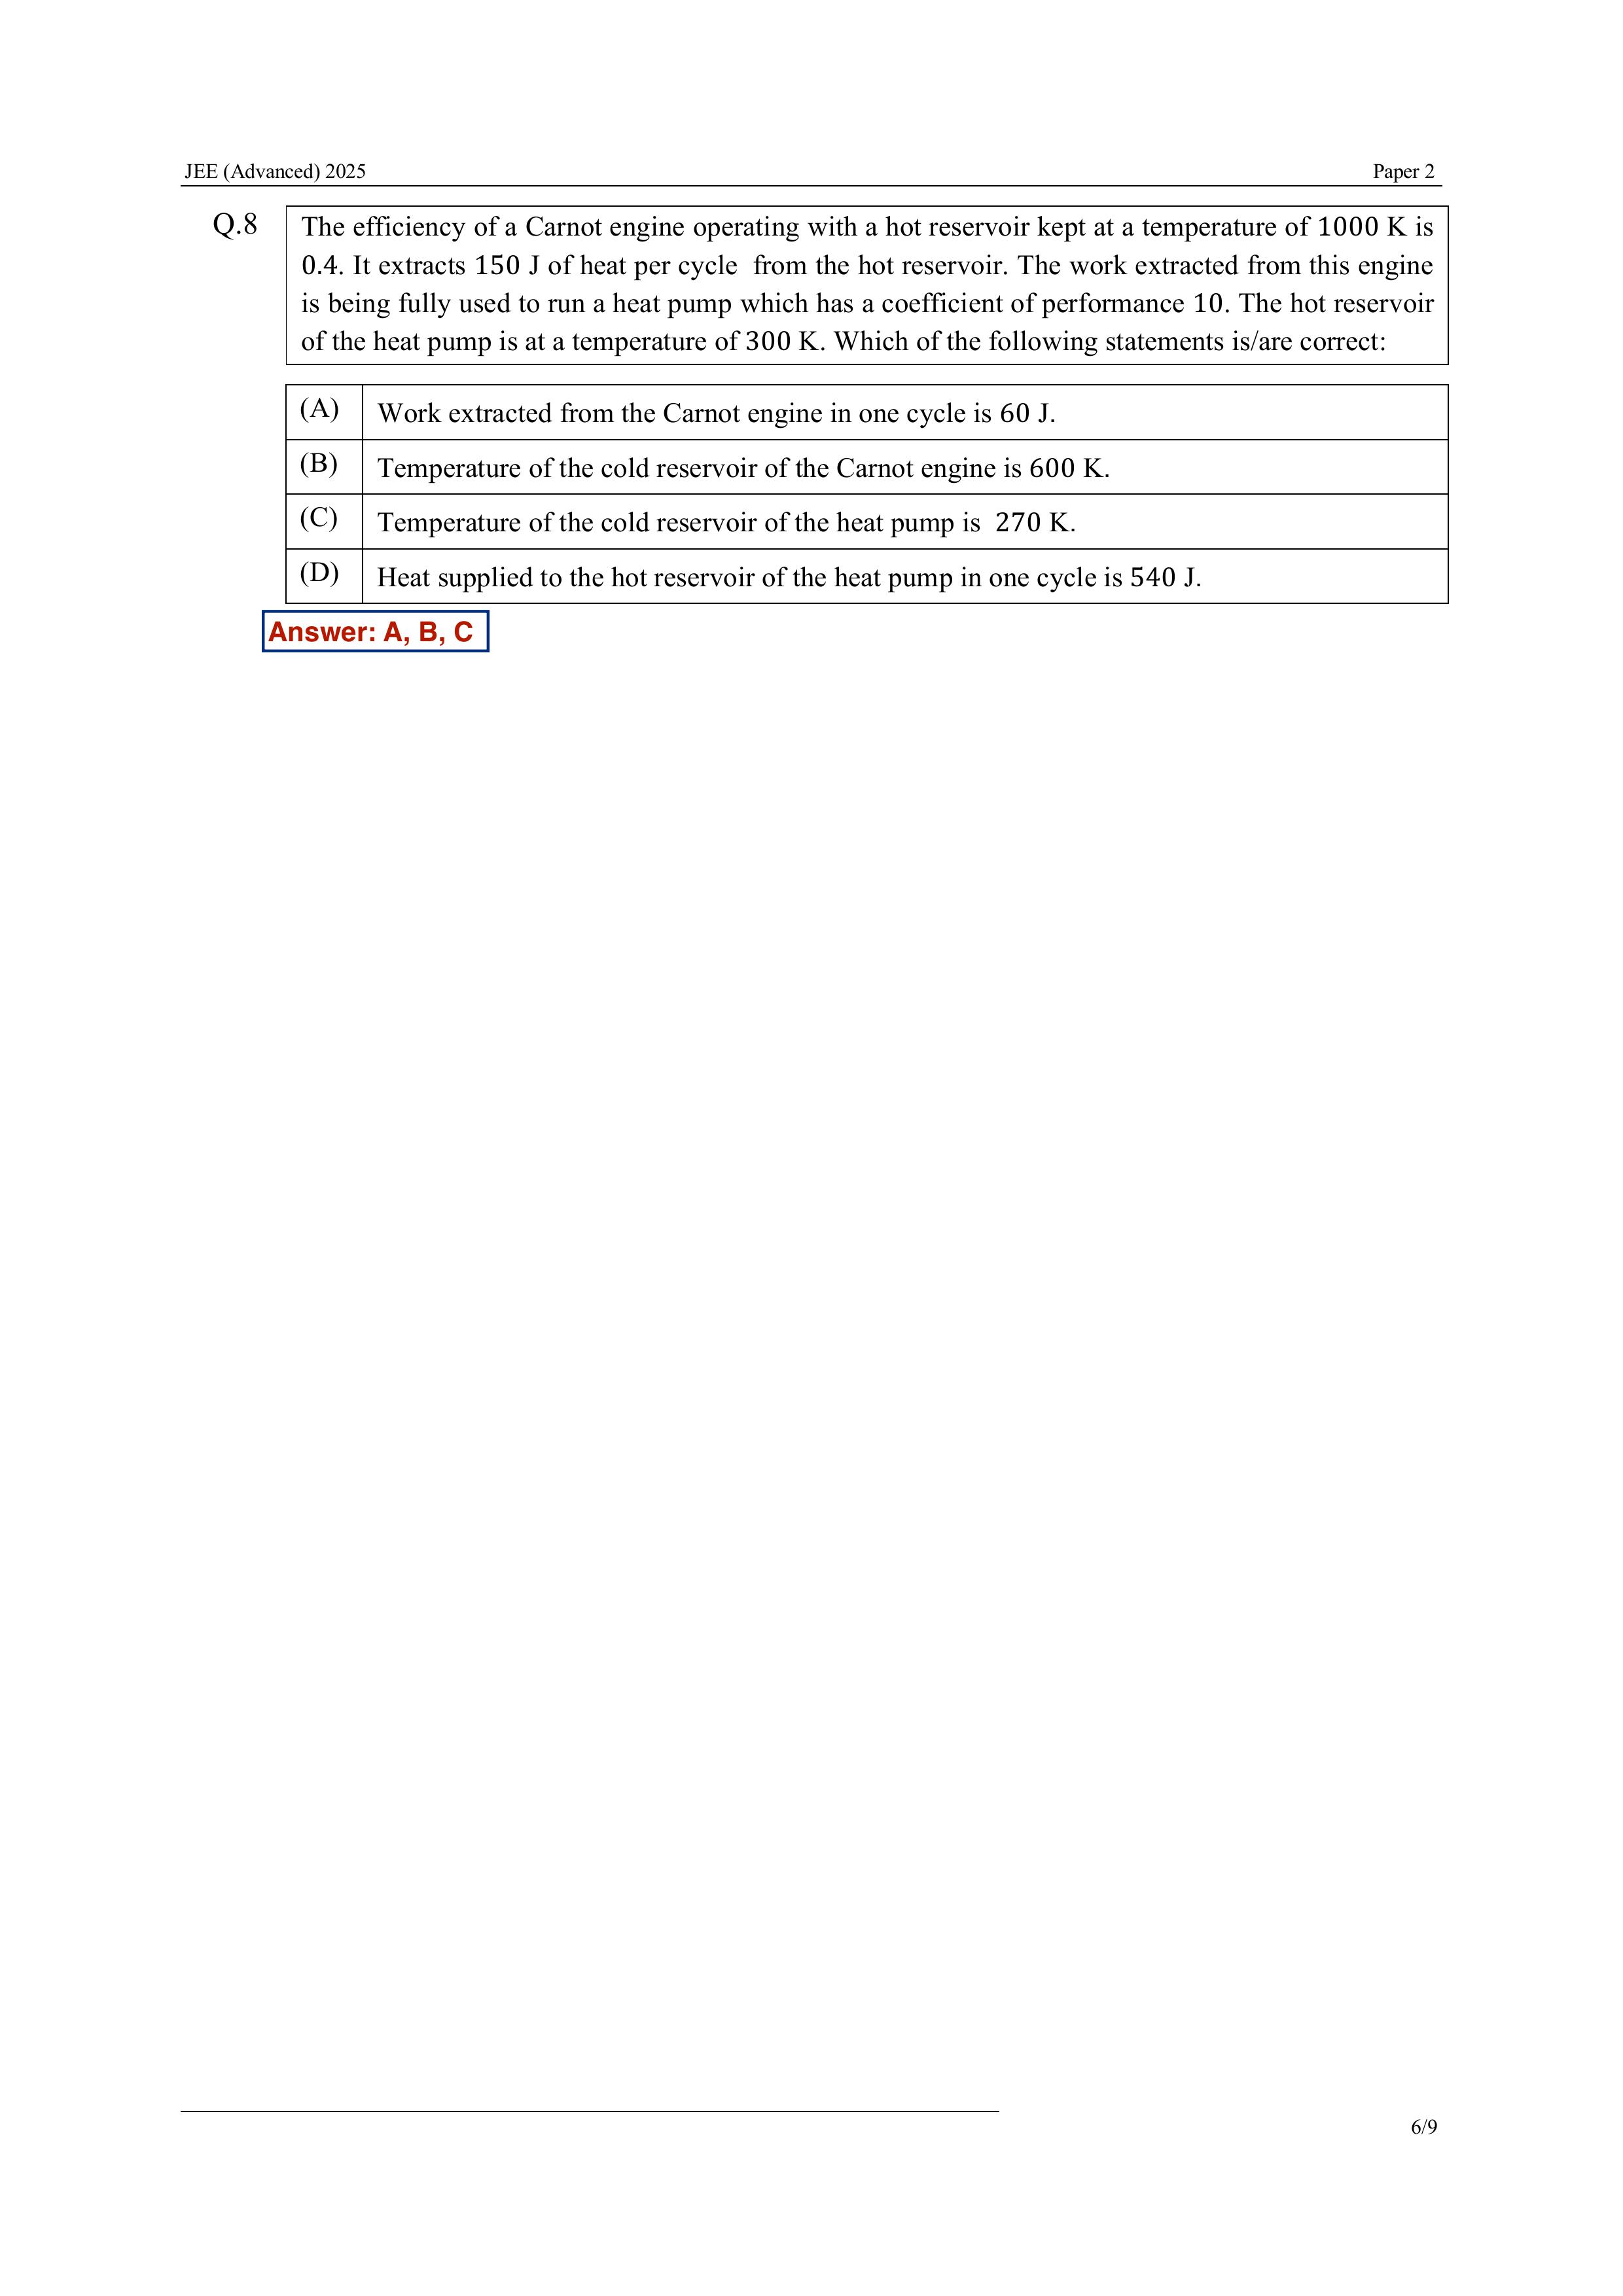 JEE (Advanced) 2025 Paper 2
Q.8 The efficiency of a Carnot engine operating with a hot reservoir kept at a temperature of 1000 K is
0.4. It extracts 150 J of heat per cycle from the hot reservoir. The work extracted from this engine
is being fully used to run a heat pump which has a coefficient of performance 10. The hot reservoir
of the heat pump is at a temperature of 300 K. Which of the following statements is/are correct:
(A) Work extracted from the Carnot engine in one cycle is 60 J.
(B) Temperature of the cold reservoir of the Carnot engine is 600 K.
(C) Temperature of the cold reservoir of the heat pump is 270 K.
(D) Heat supplied to the hot reservoir of the heat pump in one cycle is 540 J.
Answer: A, B, C
6/9